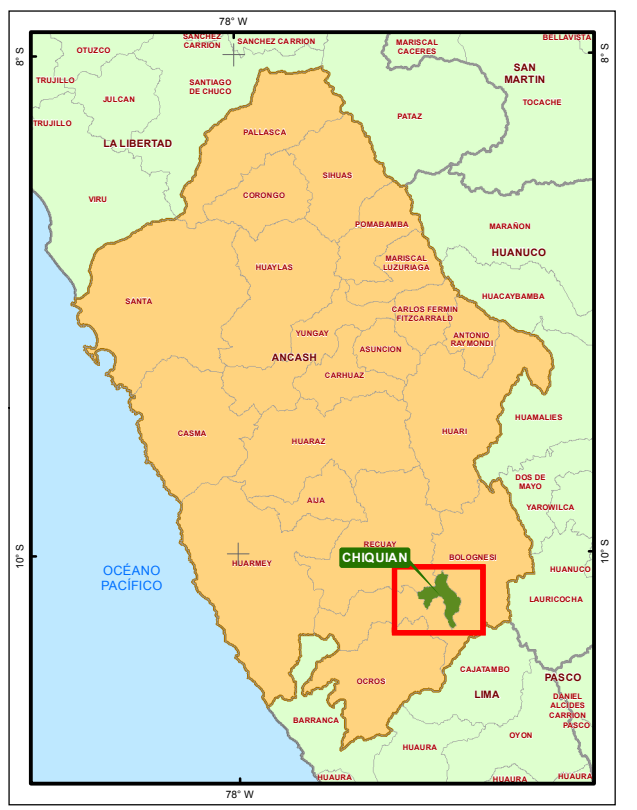 78° W
8° S
8° S
OTUZCO
SANCHEZ
CARRION
SANCHEZ CARRION
MARISCAL
CACERES
BELLAVISTA
SAN
MARTIN
TOCACHE
TRUJILLO
JULCAN
SANTIAGO
DE CHUCO
PATAZ
TRUJILLO
LA LIBERTAD
PALLASCA
SIHUAS
VIRU
CORONGO
POMABAMBA
MARAÑON
HUANUCO
MARISCAL
LUZURIAGA
HUAYLAS
HUACAYBAMBA
SANTA
CARLOS FERMIN
FITZCARRALD
YUNGAY
ANTONIO
RAYMONDI
ASUNCION
ANCASH
CARHUAZ
HUAMALIES
CASMA
HUARAZ
HUARI
DOS DE
MAYO
AIJA
YAROWILCA
RECUAY
BOLOGNESI
CHIQUIAN
10° S
10° S
HUARMEY
OCÉANO
PACÍFICO
HUANUCO
LAURICOCHA
CAJATAMBO
OCROS
LIMA
PASCO
DANIEL
ALCIDES
CARRION
PASCO
BARRANCA
OYON
HUAURA
HUAURA
HUAURA
HUAURA
78° W